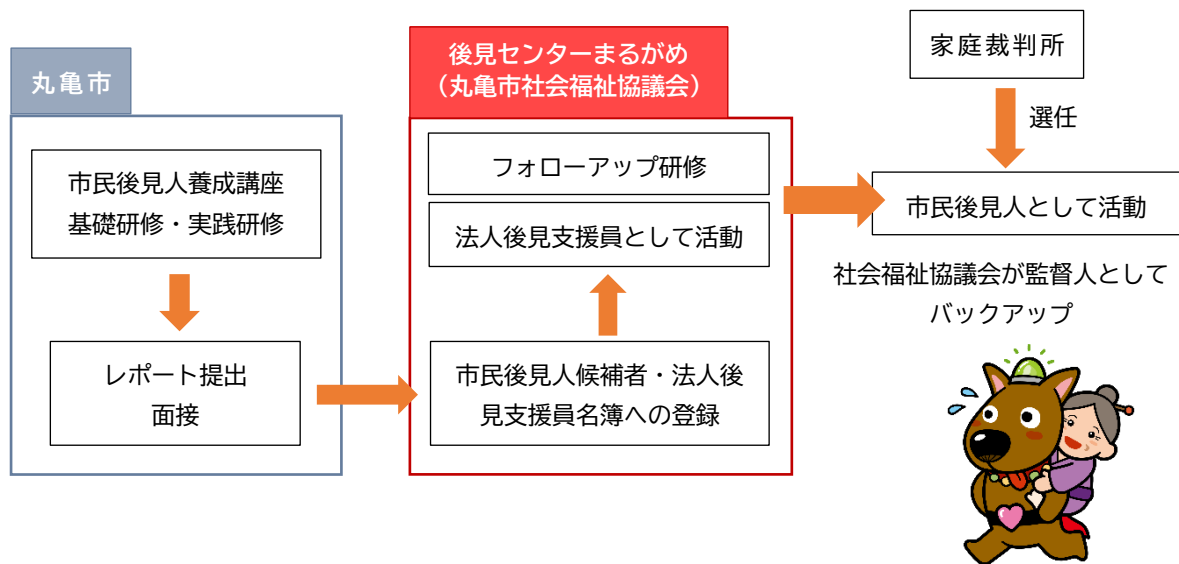 丸亀市
市民後見人養成講座
基礎研修・実践研修
レポート提出
面接
後見センターまるがめ
（丸亀市社会福祉協議会）
フォローアップ研修
法人後見支援員として活動
市民後見人候補者・法人後
見支援員名簿への登録
家庭裁判所
選任
市民後見人として活動
社会福祉協議会が監督人として
バックアップ